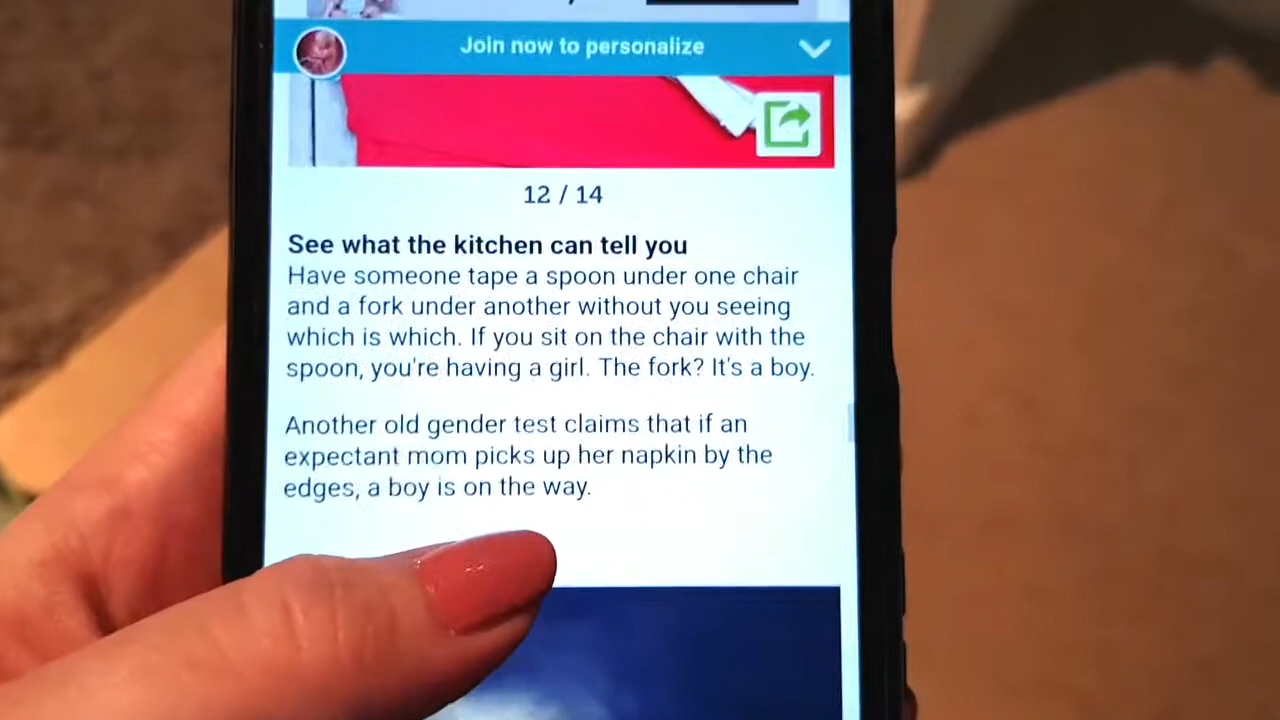 Join now to personalize
12 / 14
See what the kitchen can tell you
Have someone tape a spoon under one chair
and a fork under another without you seeing
which is which. If you sit on the chair with the
spoon, you're having a girl. The fork? It's a boy.
Another old gender test claims that if an
expectant mom picks up her napkin by the
edges, a boy is on the way.